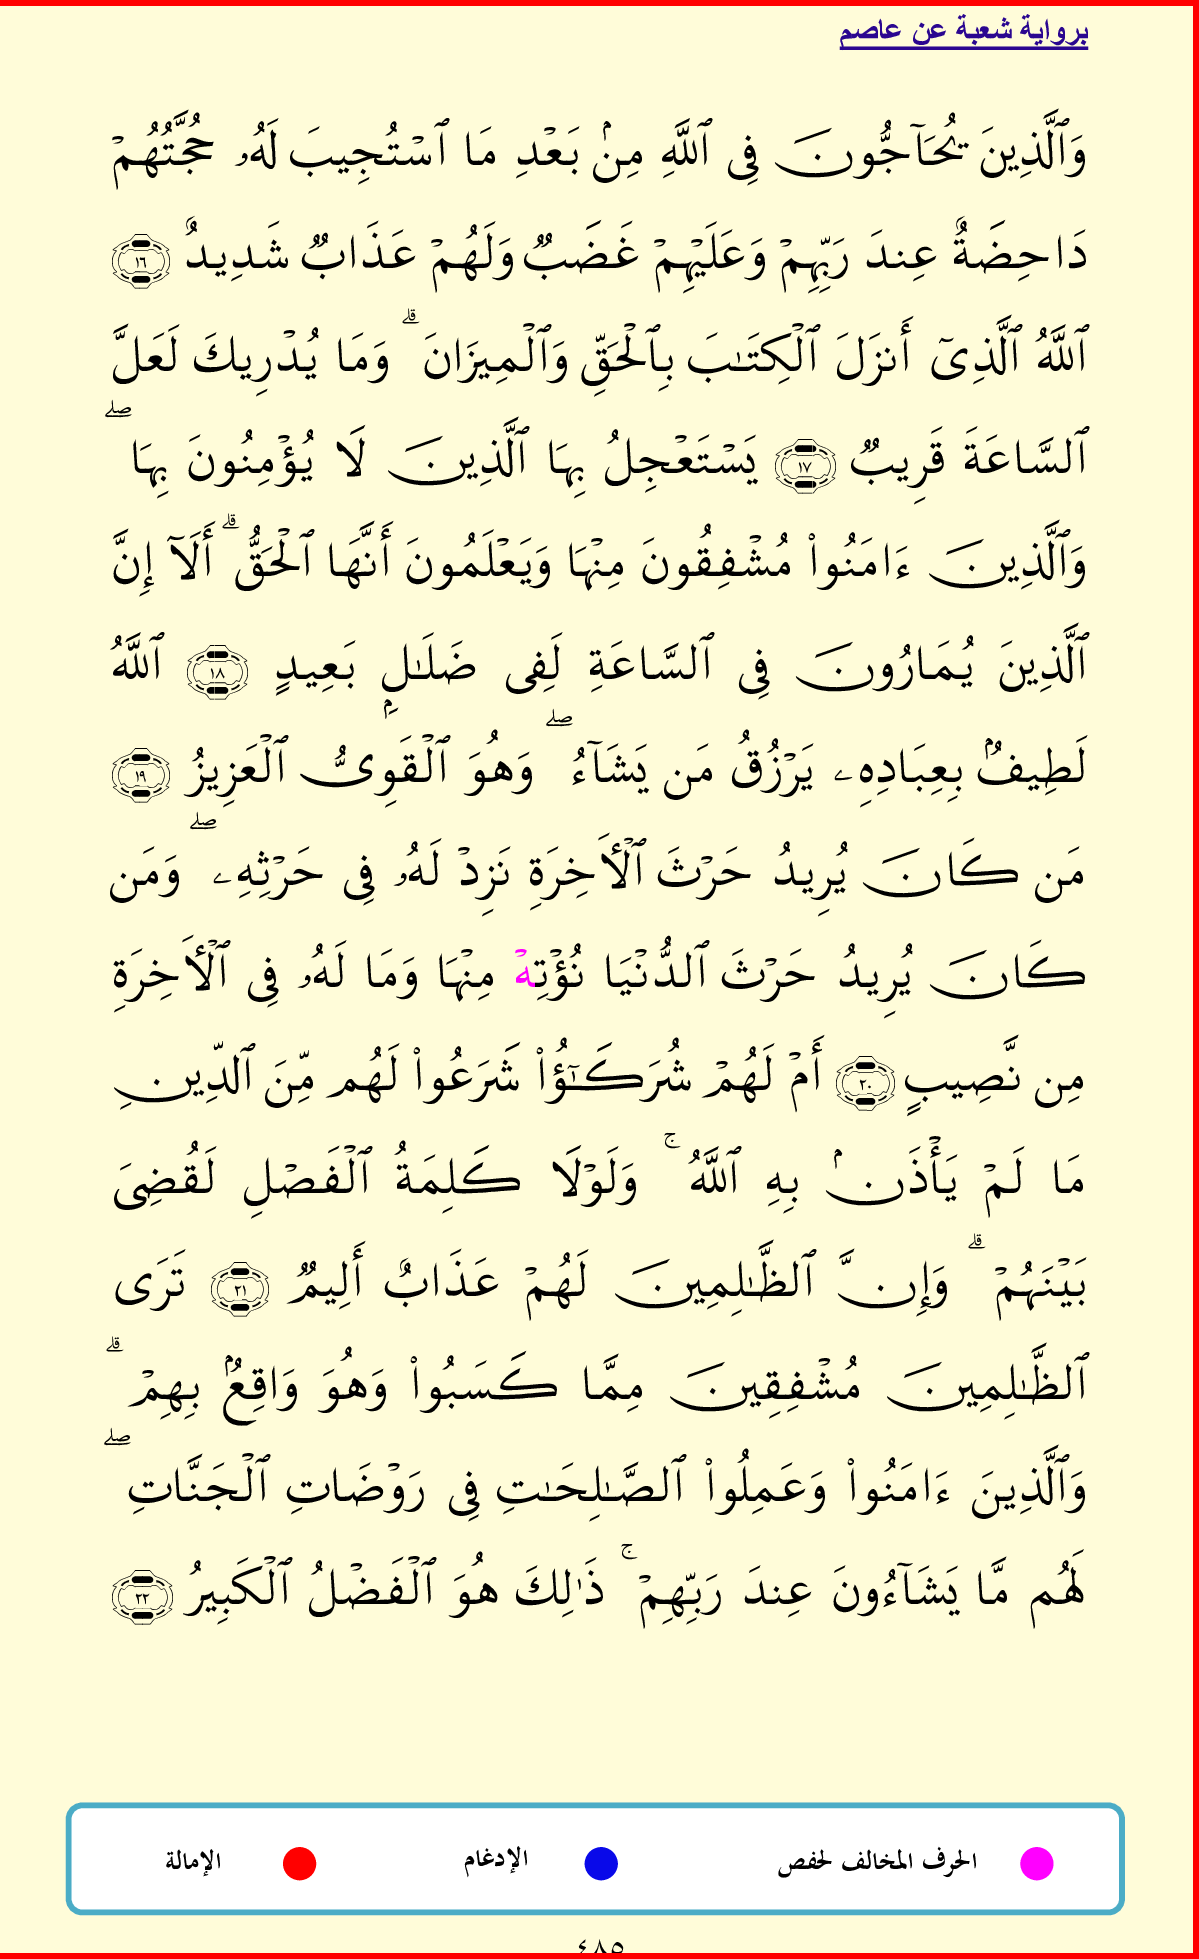 برواية شعبة عن عاصم
وَٱلَّذِينَ يُحَآجُّونَ فِى ٱللَّهِ مِنۢ بَعۡدِ مَا ٱسۡتُجِيبَ لَهُۥ حُجَّتُهُمۡ
دَاحِضَةٌ عِندَ رَبِّهِمۡ وَعَلَيۡهِمۡ غَضَبٞ وَلَهُمۡ عَذَابٞ شَدِيدٌ ١٦
ٱللَّهُ ٱلَّذِىٓ أَنزَلَ ٱلۡكِتَٰبَ بِٱلۡحَقِّ وَٱلۡمِيزَانَۗ وَمَا يُدۡرِيكَ لَعَلَّ
ٱلسَّاعَةَ قَرِيبٞ ١٧ يَسۡتَعۡجِلُ بِهَا ٱلَّذِينَ لَا يُؤۡمِنُونَ بِهَاۖ
وَٱلَّذِينَ ءَامَنُواْ مُشۡفِقُونَ مِنۡهَا وَيَعۡلَمُونَ أَنَّهَا ٱلۡحَقُّۗ أَلَآ إِنَّ
ٱلَّذِينَ يُمَارُونَ فِى ٱلسَّاعَةِ لَفِى ضَلَٰلِۭ بَعِيدٍ ١٨ ٱللَّهُ
لَطِيفُۢ بِعِبَادِهِۦ يَرۡزُقُ مَن يَشَآءُۖ وَهُوَ ٱلۡقَوِىُّ ٱلۡعَزِيزُ ١٩
مَن كَانَ يُرِيدُ حَرۡثَ ٱلۡأَخِرَةِ نَزِدۡ لَهُۥ فِى حَرۡثِهِۦۖ وَمَن
كَانَ يُرِيدُ حَرۡثَ ٱلدُّنۡيَا نُؤۡتِهۡ مِنۡهَا وَمَا لَهُۥ فِى ٱلۡأَخِرَةِ
مِن نَّصِيبٍ ٢٠ أَمۡ لَهُمۡ شُرَكَٰٓؤُاْ شَرَعُواْ لَهُم مِّنَ ٱلدِّينِ
مَا لَمۡ يَأۡذَنۢ بِهِ ٱللَّهُۚ وَلَوۡلَا كَلِمَةُ ٱلۡفَصۡلِ لَقُضِىَ
بَيۡنَهُمۡۗ وَإِنَّ ٱلظَّٰلِمِينَ لَهُمۡ عَذَابٌ أَلِيمٞ ٢١ تَرَى
ٱلظَّٰلِمِينَ مُشۡفِقِينَ مِمَّا كَسَبُواْ وَهُوَ وَاقِعُۢ بِهِمۡۗ
وَٱلَّذِينَ ءَامَنُواْ وَعَمِلُواْ ٱلصَّٰلِحَٰتِ فِى رَوۡضَاتِ ٱلۡجَنَّاتِۖ
لَهُم مَّا يَشَآءُونَ عِندَ رَبِّهِمۡۚ ذَٰلِكَ هُوَ ٱلۡفَضۡلُ ٱلۡكَبِيرُ ٢٢
الحرف المخالف لحفص الإدغام الإمالة
٤٨٥